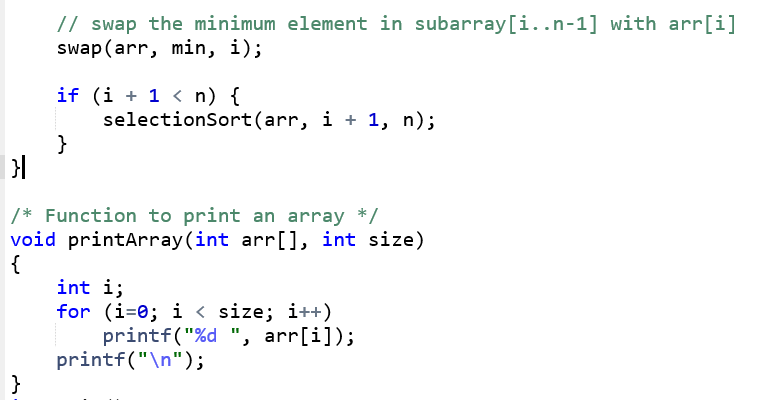 // swap the minimum element in subarray[i..n-1] with arr[i]
swap(arr, min, i);
if (i + 1 < n) {
selectionSort(arr, i + 1, n);
}
}
/* Function to print an array */
void printArray(int arr[], int size)
{
int i;
for (i=0; i < size; i++)
printf("%d ", arr[i]);
printf("\n");
}